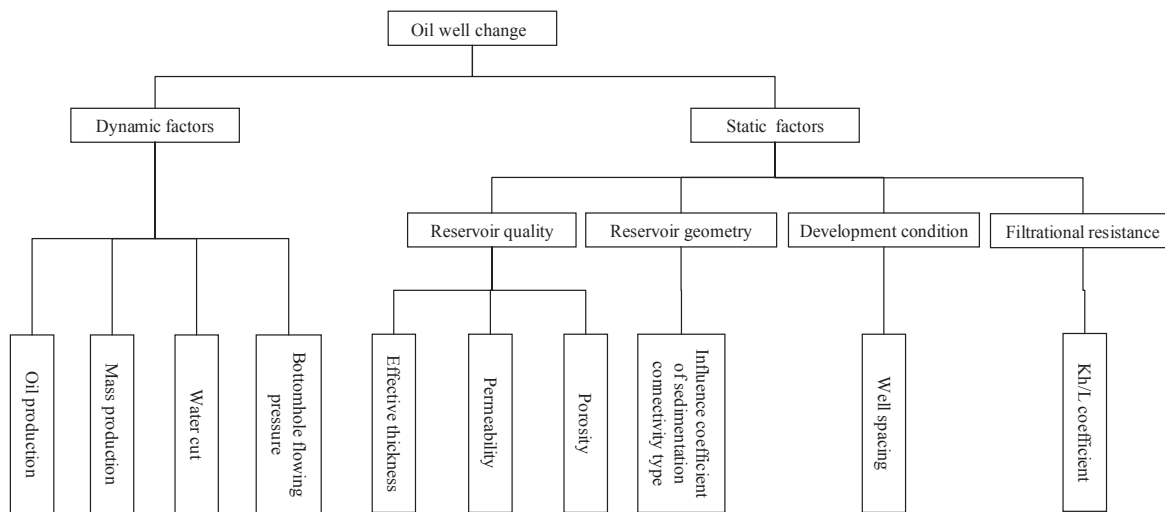 Oil well change
Dynamic factors
Static factors
Reservoir quality
Reservoir geometry
Development condition
Filtrational resistance
Oil production
Mass production
Water cut
Bottomhole flowing
pressure
Effective thickness
Permeability
Porosity
Influence coefficient
of sedimentation
connectivity type
Well spacing
Kh/L coefficient